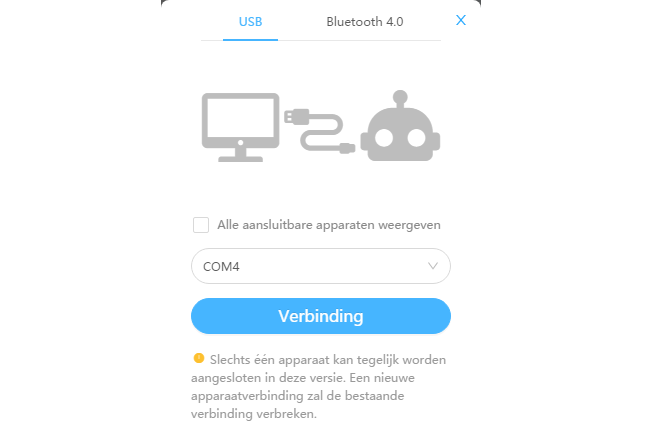 USB
Bluetooth 4.0
X
Alle aansluitbare apparaten weergeven
COM4
Verbinding
Slechts één apparaat kan tegelijk worden
aangesloten in deze versie. Een nieuwe
apparaatverbinding zal de bestaande
verbinding verbreken.